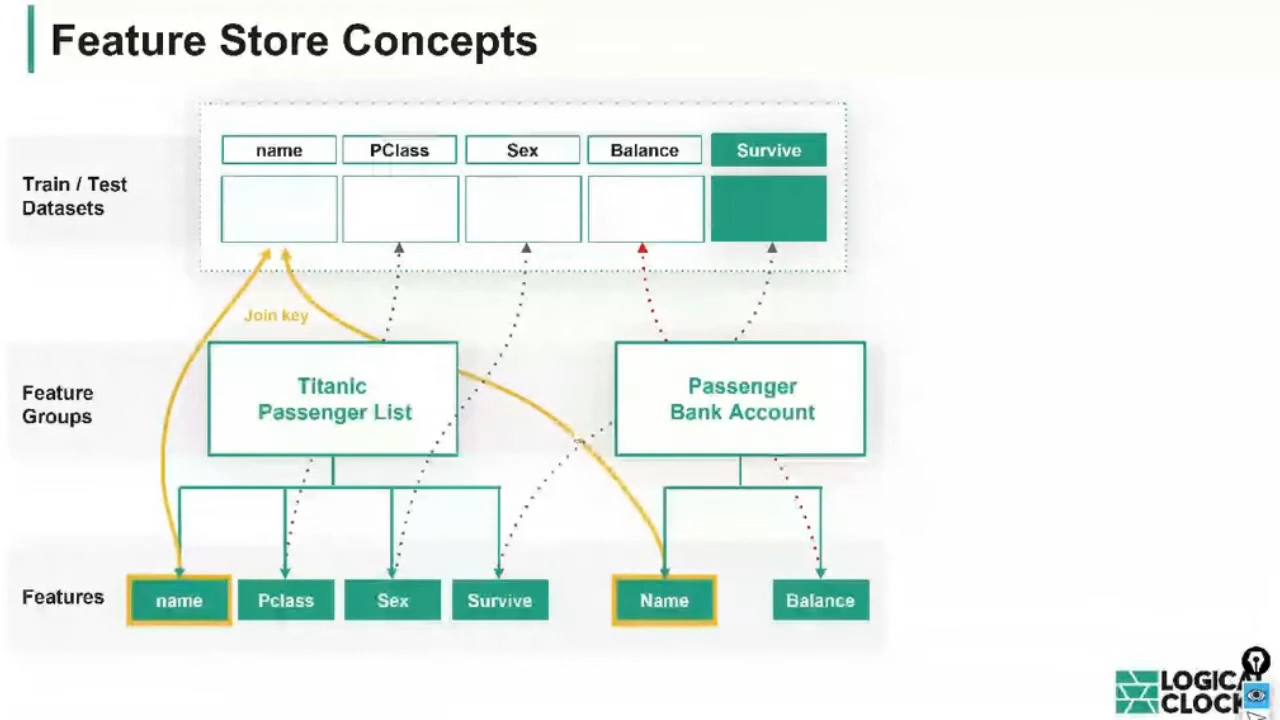 Feature Store Concepts
name PClass Sex Balance Survive
Train / Test
Datasets
Join key
Feature
Groups
Titanic
Passenger List
Passenger
Bank Account
Features
name Pclass Sex Survive Name Balance
LOGICAL
CLOCK